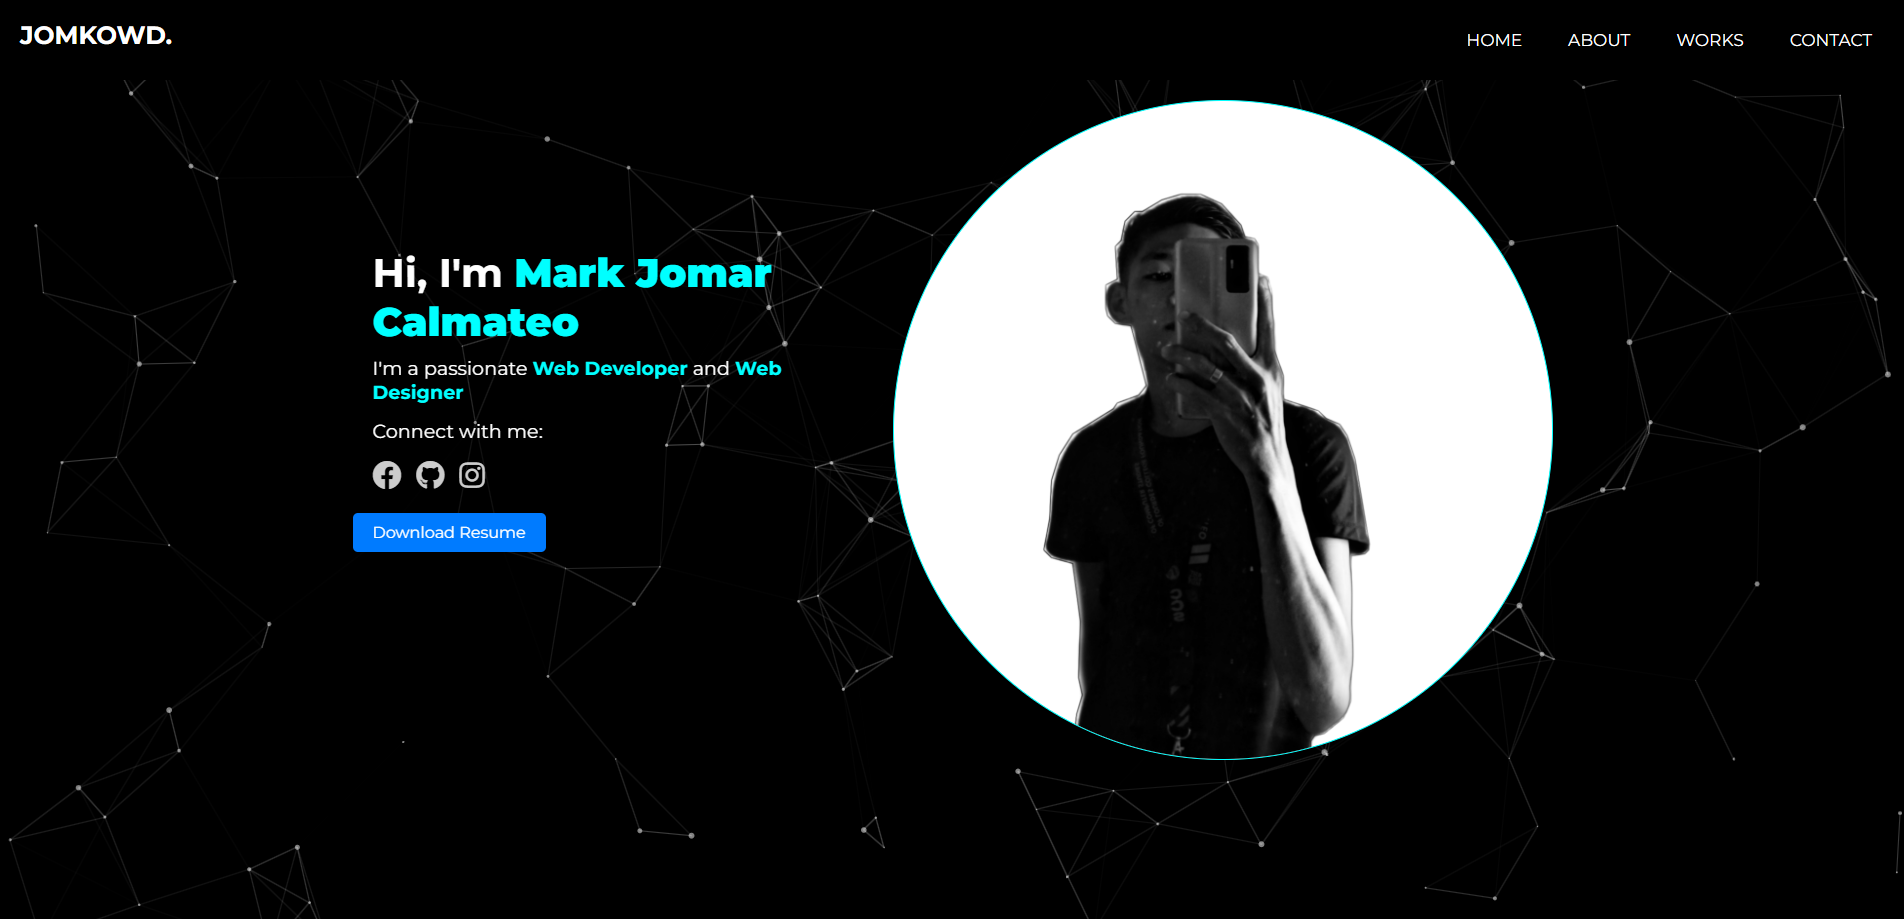 JOMKOWD.
HOME ABOUT WORKS CONTACT
Hi, I'm Mark Jomar
Calmateo
I'm a passionate Web Developer and Web
Designer
Connect with me:
Download Resume